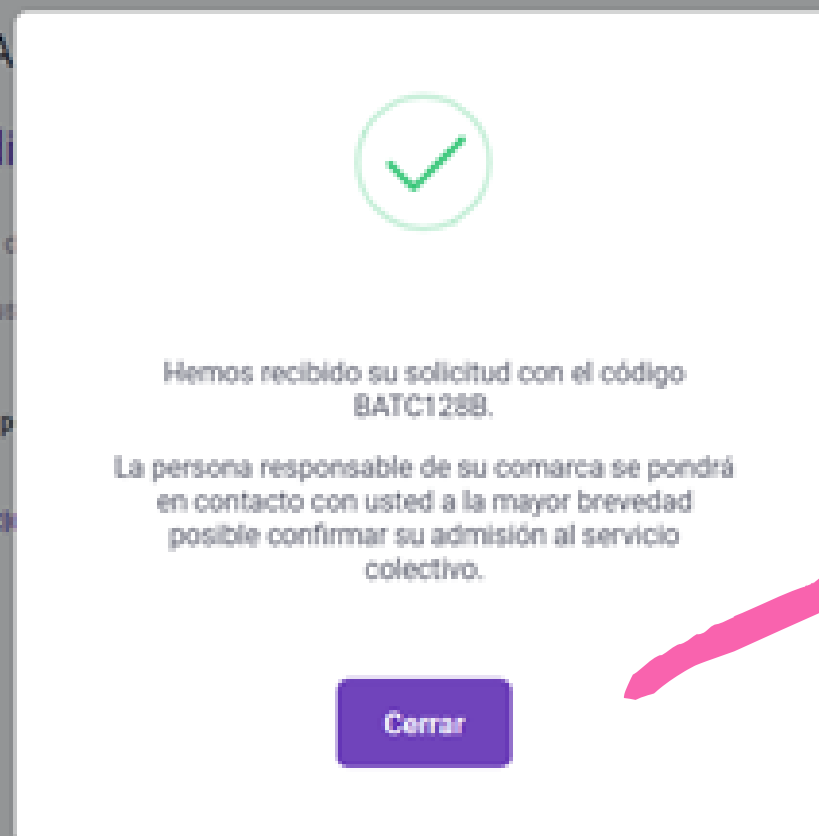 Hemos recibido su solicitud con el código
BATC128B.
La persona responsable de su comarca se pondrá
en contacto con usted a la mayor brevedad
posible confirmar su admisión al servicio
colectivo.
Cerrar